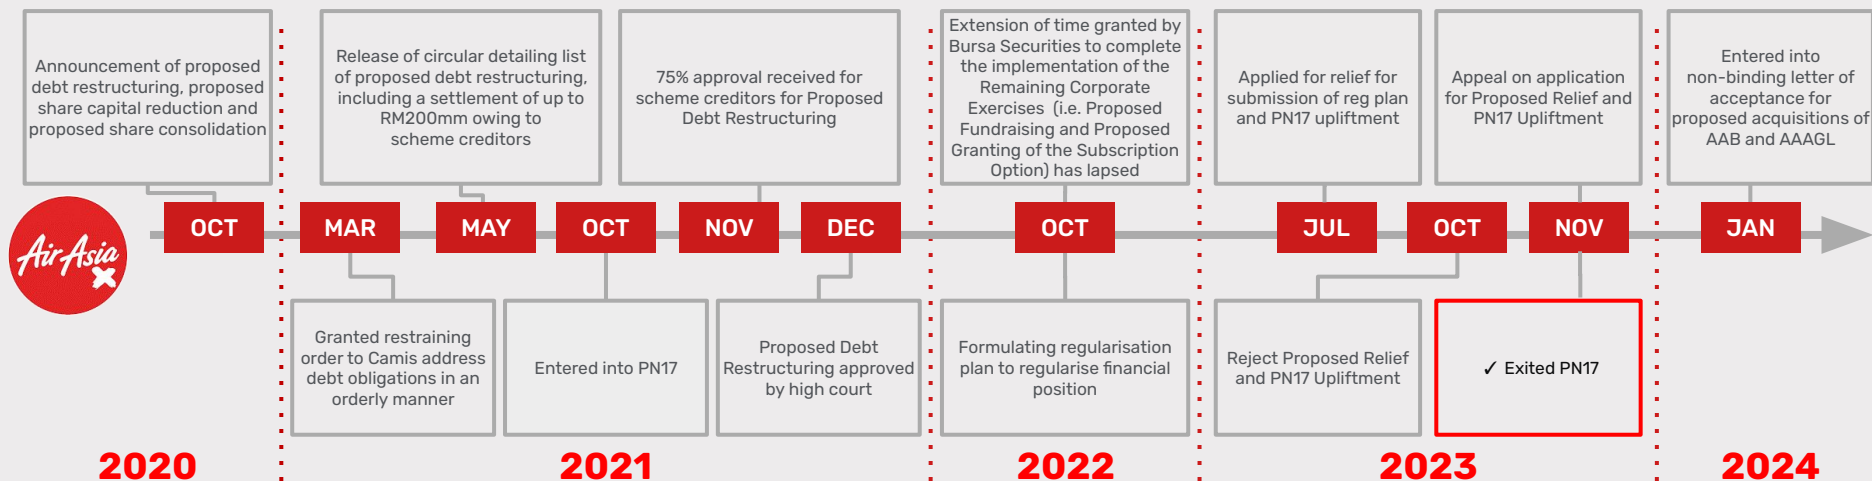 Announcement of proposed
debt restructuring, proposed
share capital reduction and
proposed share consolidation
Release of circular detailing list
of proposed debt restructuring,
including a settlement of up to
RM200mm owing to
scheme creditors
75% approval received for
scheme creditors for Proposed
Debt Restructuring
Extension of time granted by
Bursa Securities to complete
the implementation of the
Remaining Corporate
Exercises (i.e. Proposed
Fundraising and Proposed
Granting of the Subscription
Option) has lapsed
Applied for relief for
submission of reg plan
and PN17 upliftment
Appeal on application
for Proposed Relief and
PN17 Upliftment
Entered into
non-binding letter of
acceptance for
proposed acquisitions of
AAB and AAAGL
AirAsia
X
OCT
MAR
MAY
OCT
NOV
DEC
OCT
JUL
OCT
NOV
JAN
Granted restraining
order to Camis address
debt obligations in an
orderly manner
Entered into PN17
Proposed Debt
Restructuring approved
by high court
Formulating regularisation
plan to regularise financial
position
Reject Proposed Relief
and PN17 Upliftment
✓ Exited PN17
2020
2021
2022
2023
2024